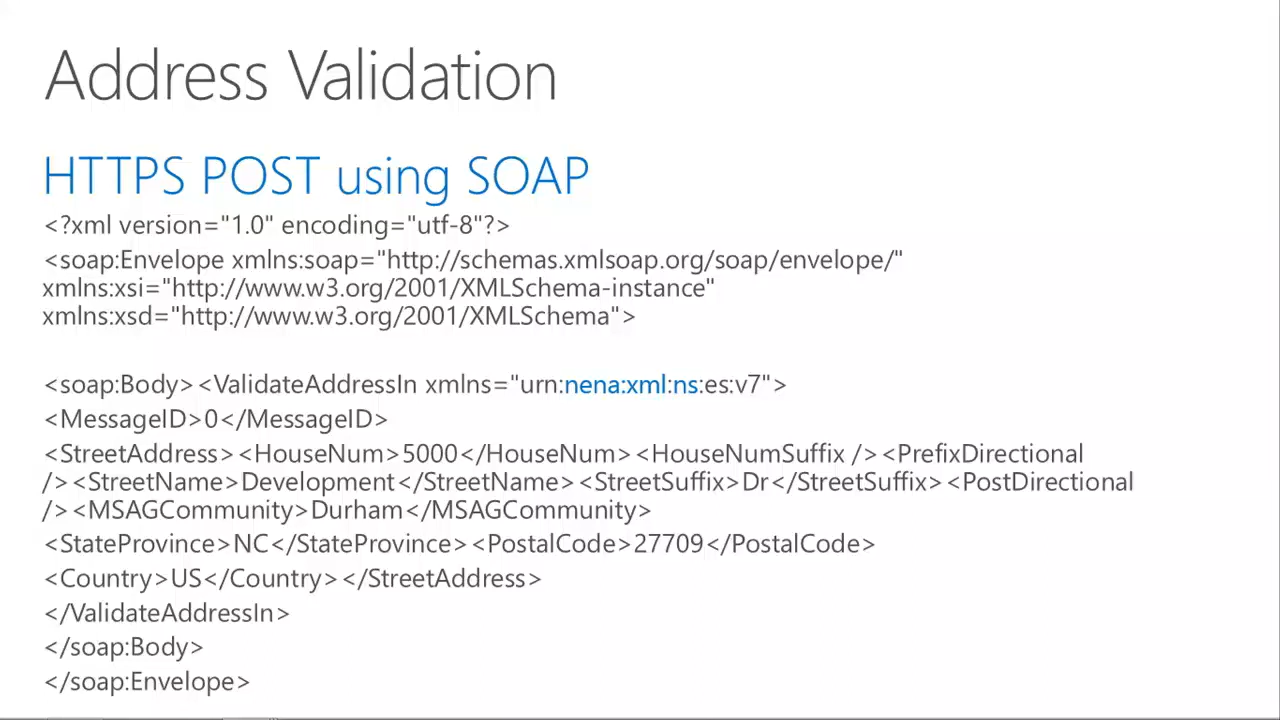 Address Validation
HTTPS POST using SOAP
<?xml version="1.0" encoding="utf-8"?>
<soap:Envelope xmlns:soap="http://schemas.xmlsoap.org/soap/envelope/"
xmlns:xsi="http://www.w3.org/2001/XMLSchema-instance"
xmlns:xsd="http://www.w3.org/2001/XMLSchema">
<soap:Body><ValidateAddressIn xmlns="urn:nena:xml:ns:es:v7">
<MessageID>0</MessageID>
<StreetAddress><HouseNum>5000</HouseNum><HouseNumSuffix /><PrefixDirectional
/><StreetName>Development</StreetName><StreetSuffix>Dr</StreetSuffix><PostDirectional
/><MSAGCommunity>Durham</MSAGCommunity>
<StateProvince>NC</StateProvince><PostalCode>27709</PostalCode>
<Country>US</Country></StreetAddress>
</ValidateAddressIn>
</soap:Body>
</soap:Envelope>